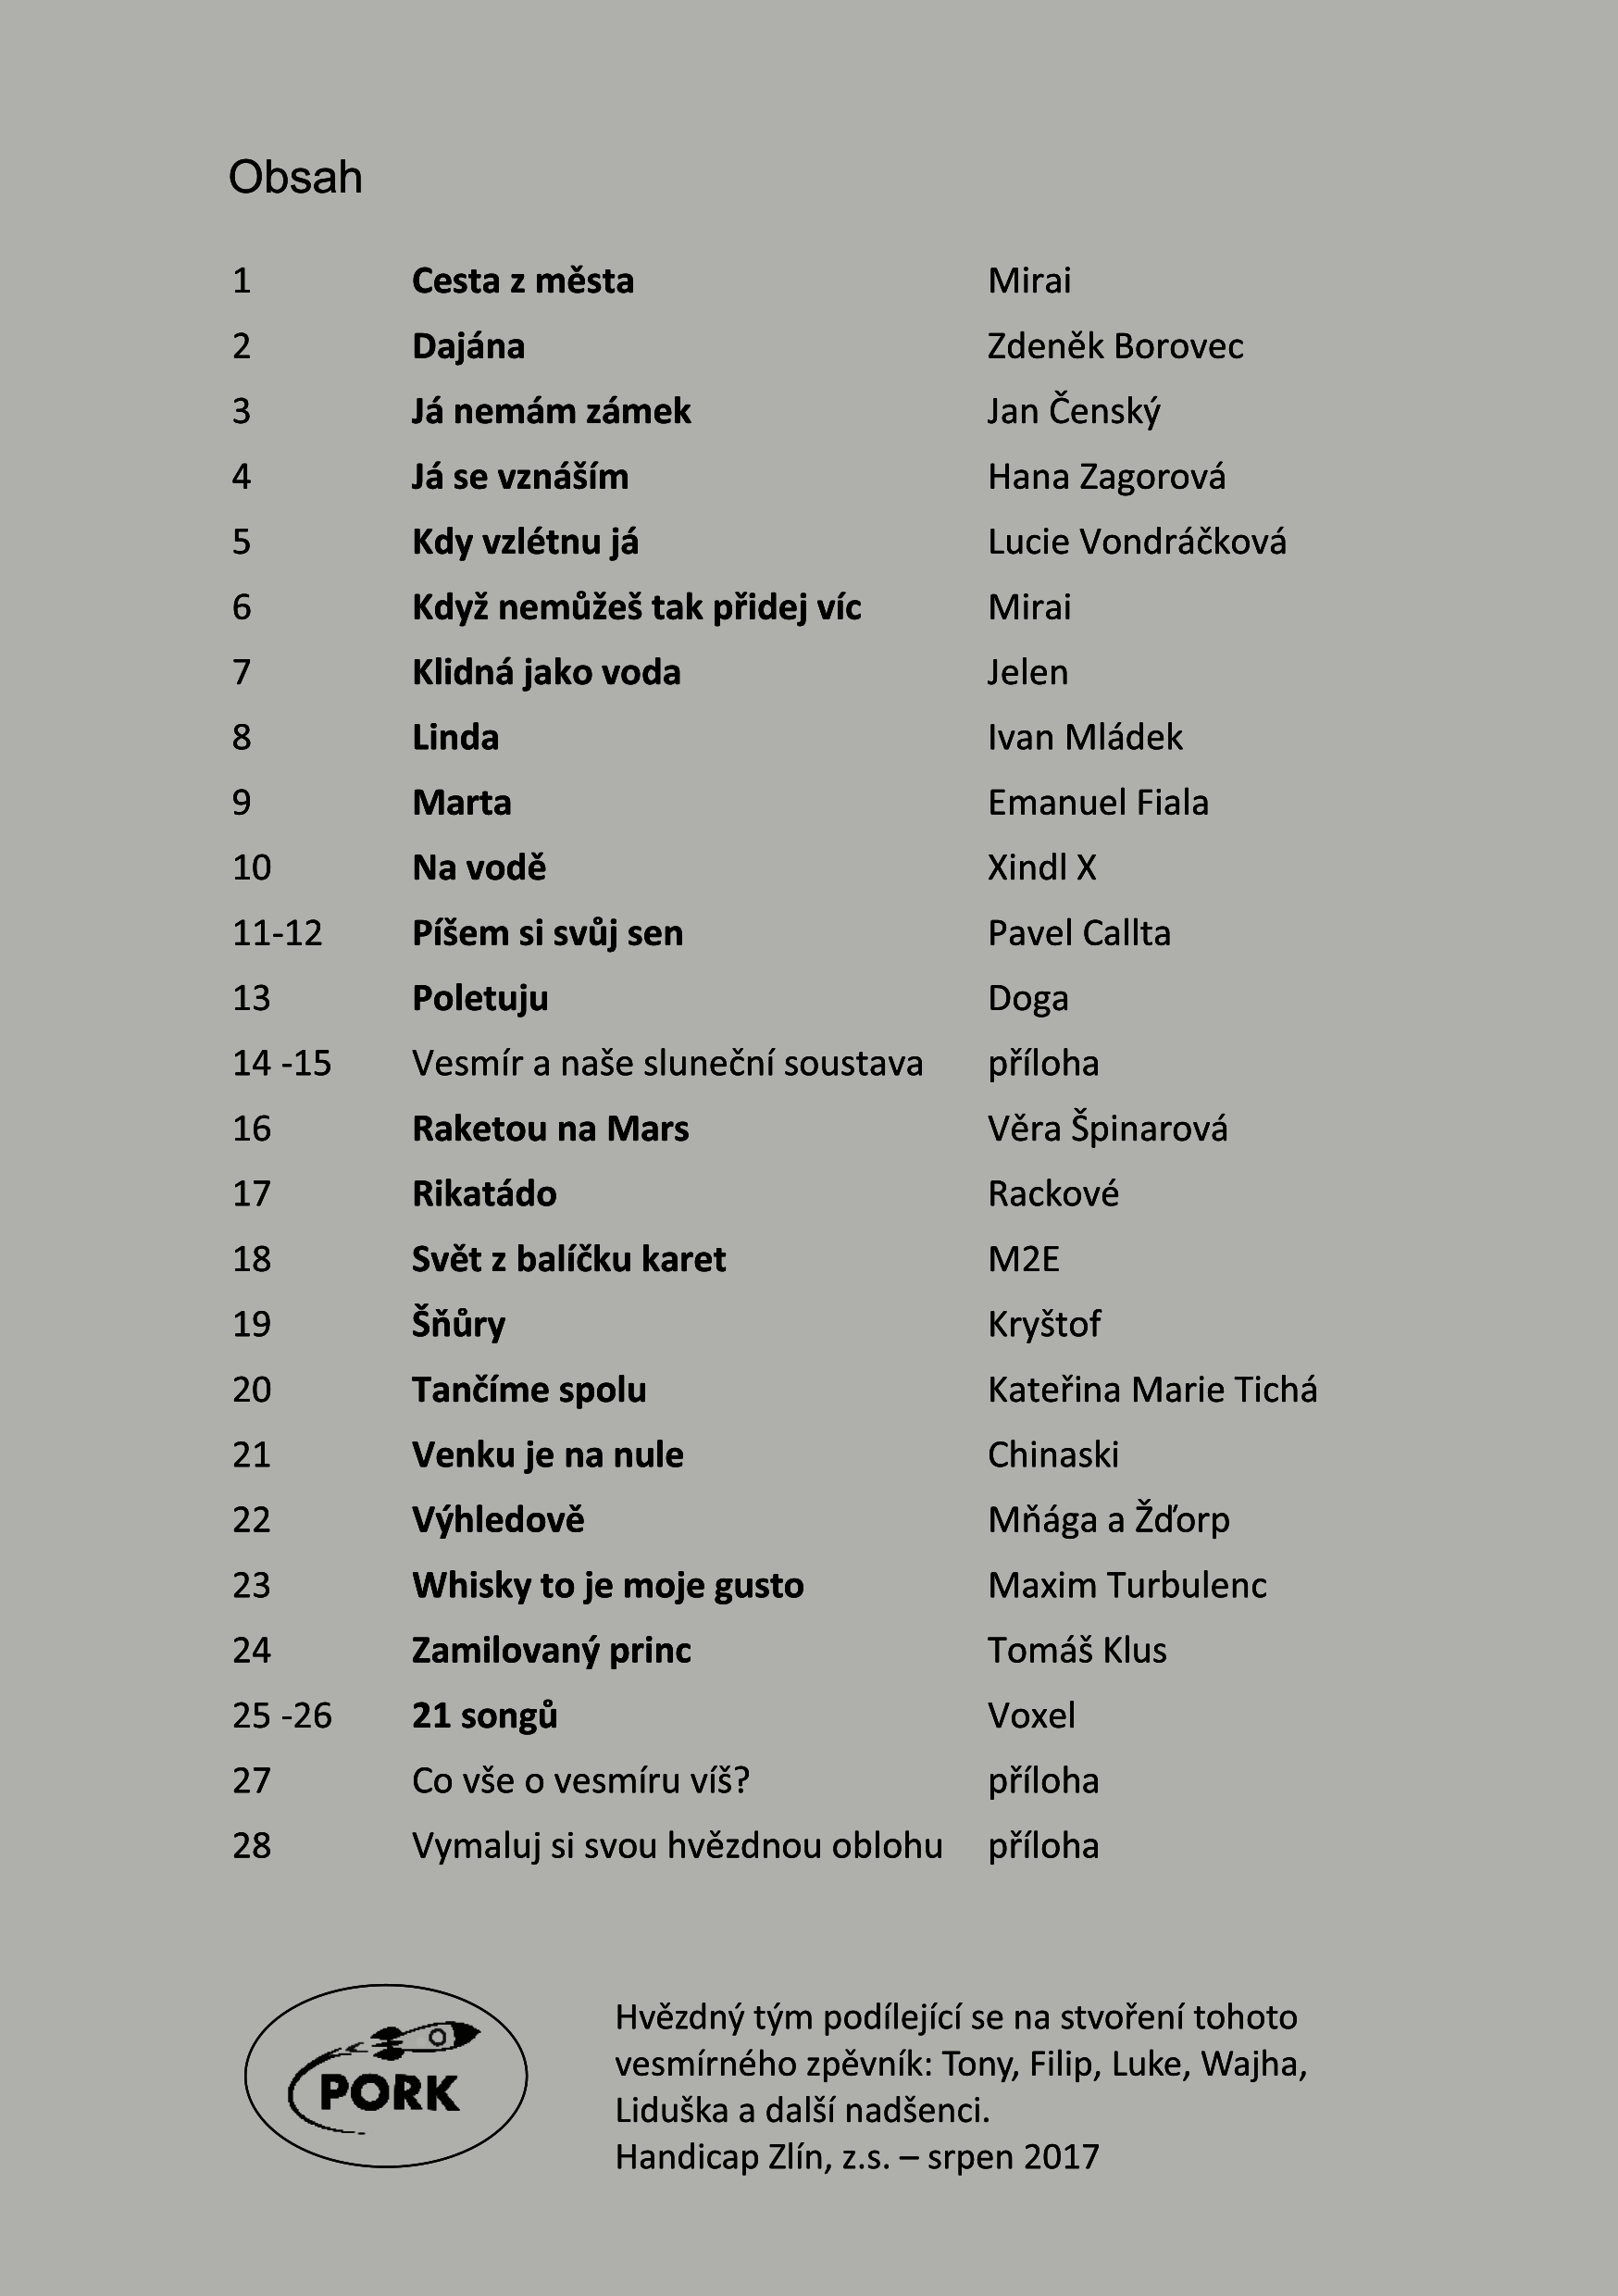 Obsah
1 Cesta z města Mirai
2 Dajána Zdeněk Borovec
3 Já nemám zámek Jan Čenský
4 Já se vznáším Hana Zagorová
5 Kdy vzlétnu já Lucie Vondráčková
6 Když nemůžeš tak přidej víc Mirai
7 Klidná jako voda Jelen
8 Linda Ivan Mládek
9 Marta Emanuel Fiala
10 Na vodě Xindl X
11-12 Píšem si svůj sen Pavel Callta
13 Poletuju Doga
14 -15 Vesmír a naše sluneční soustava příloha
16 Raketou na Mars Věra Špinarová
17 Rikatádo Rackové
18 Svět z balíčku karet M2E
19 Šňůry Kryštof
20 Tančíme spolu Kateřina Marie Tichá
21 Venku je na nule Chinaski
22 Výhledově Mňága a Žďorp
23 Whisky to je moje gusto Maxim Turbulenc
24 Zamilovaný princ Tomáš Klus
25 -26 21 songů Voxel
27 Co vše o vesmíru víš? příloha
28 Vymaluj si svou hvězdnou oblohu příloha
PORK
Hvězdný tým podílející se na stvoření tohoto
vesmírného zpěvník: Tony, Filip, Luke, Wajha,
Liduška a další nadšenci.
Handicap Zlín, z.s. – srpen 2017